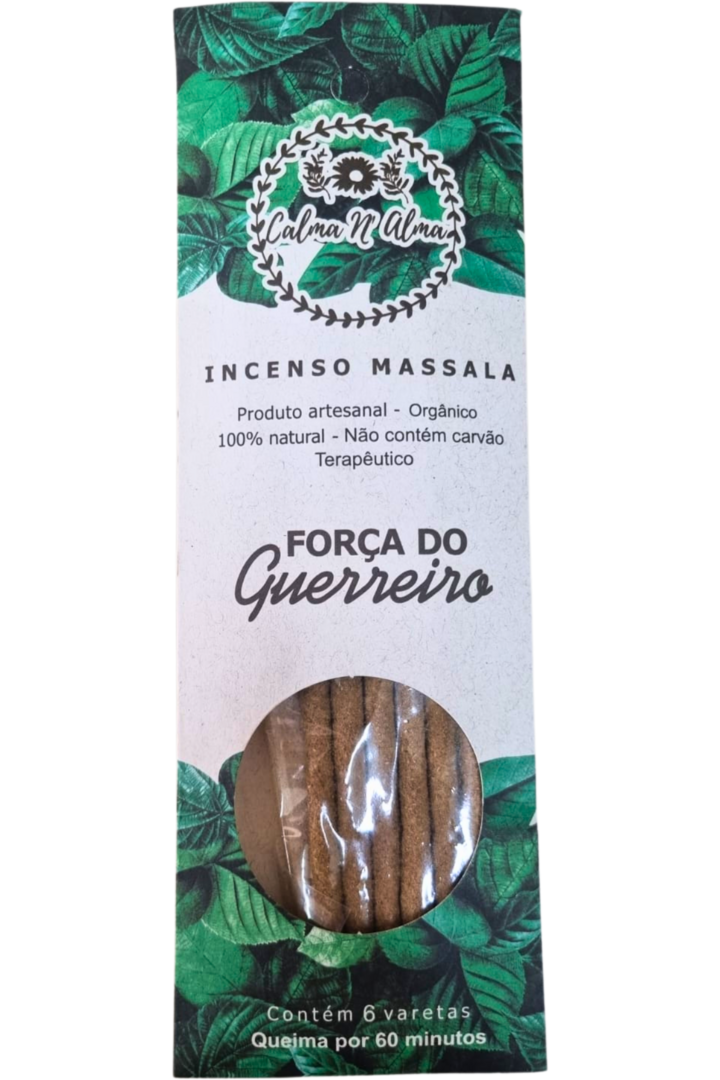 Calma N' Alma
INCENSO MASSALA
Produto artesanal - Orgânico
100% natural - Não contém carvão
Terapêutico
FORÇA DO
Guerreiro
Contém 6 varetas
Queima por 60 minutos